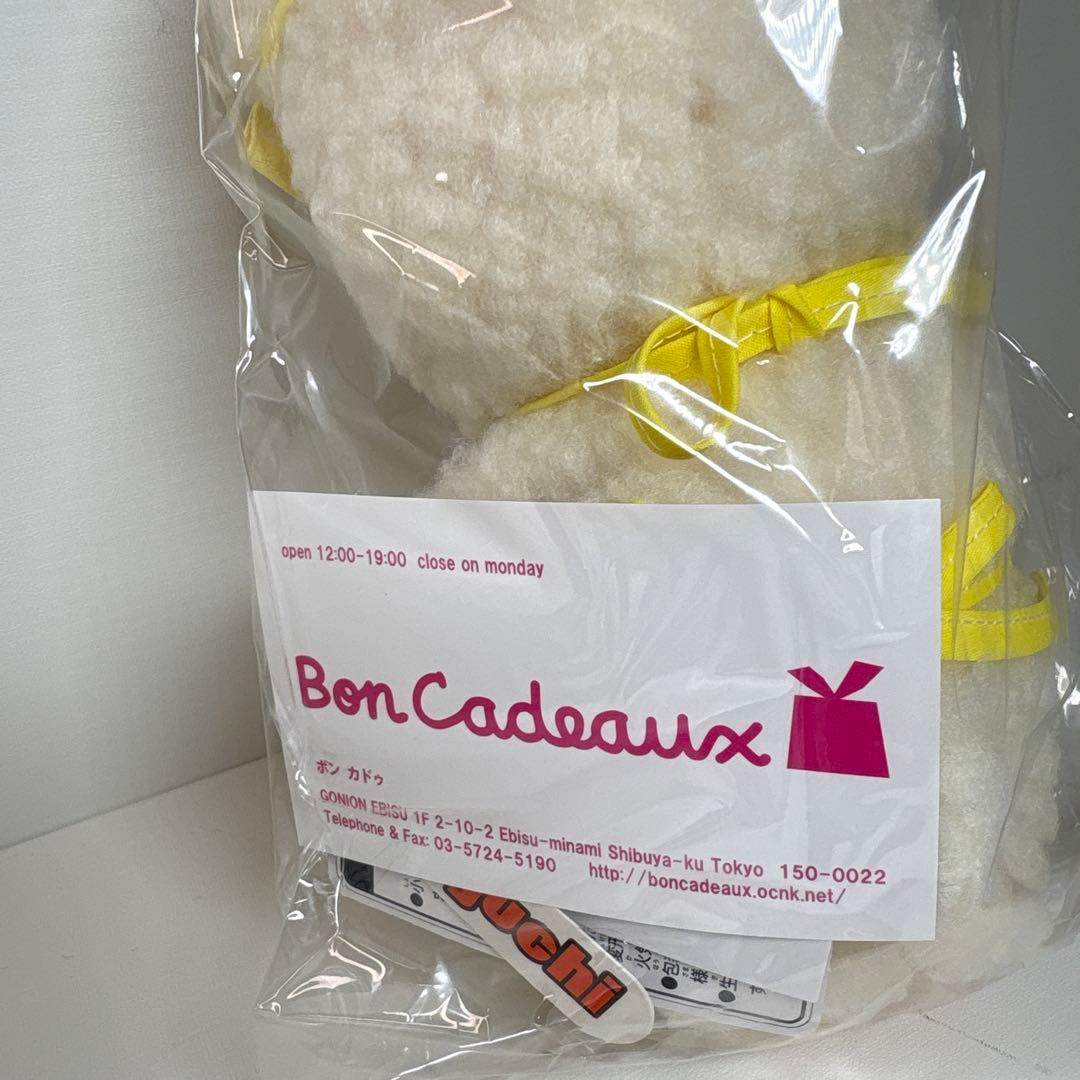 open 12:00-19:00 close on monday
Bon Cadeaux
ボン カドゥ
GONION EBISU 1F 2-10-2 Ebisu-minami Shibuya-ku Tokyo 150-0022
Telephone & Fax: 03-5724-5190 http://boncadeaux.ocnk.net/
uchi